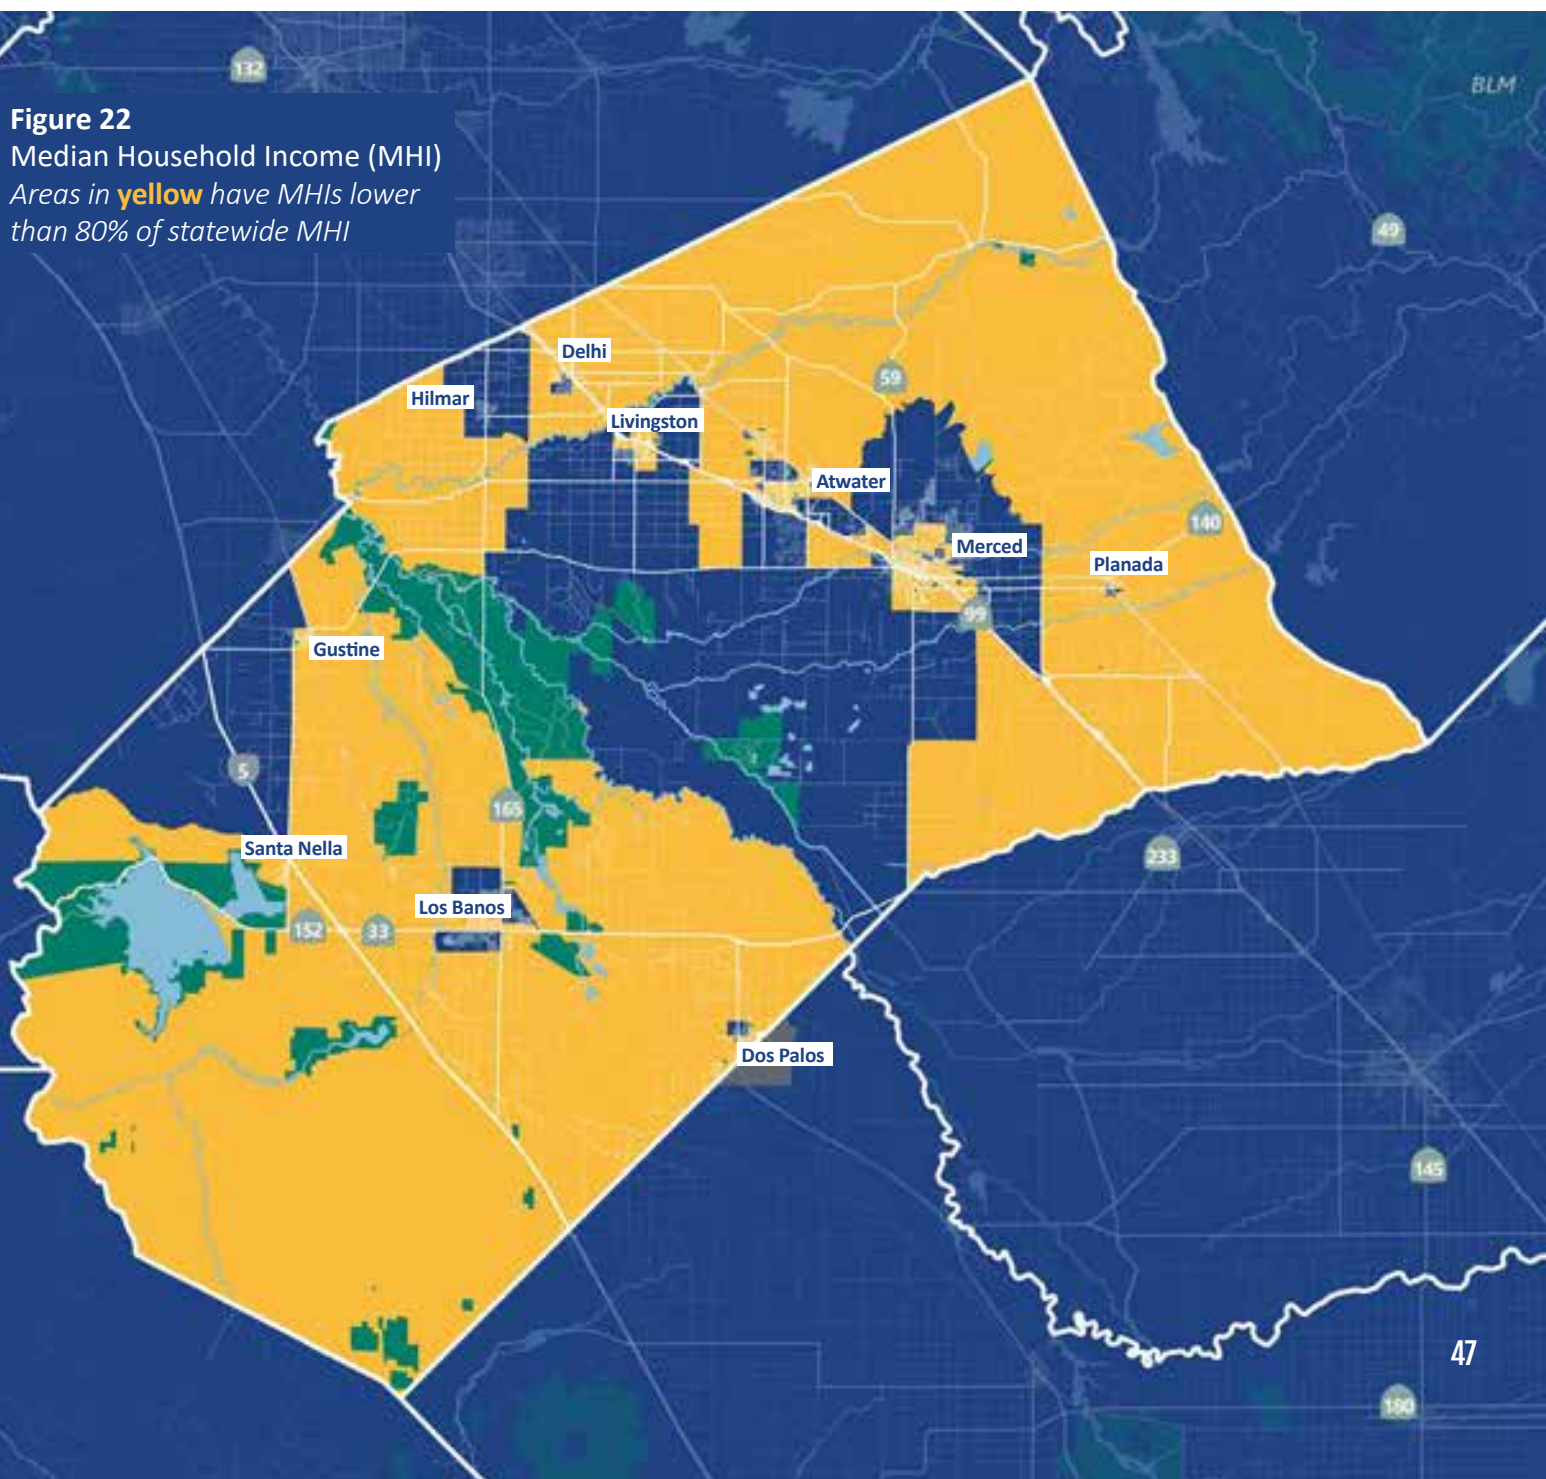 132
BLM
Figure 22
Median Household Income (MHI)
Areas in yellow have MHIs lower
than 80% of statewide MHI
49
Delhi
59
Hilmar
Livingston
Atwater
140
Merced
Planada
99
Gustine
5
165
Santa Nella
233
Los Banos
152
33
Dos Palos
145
47
180